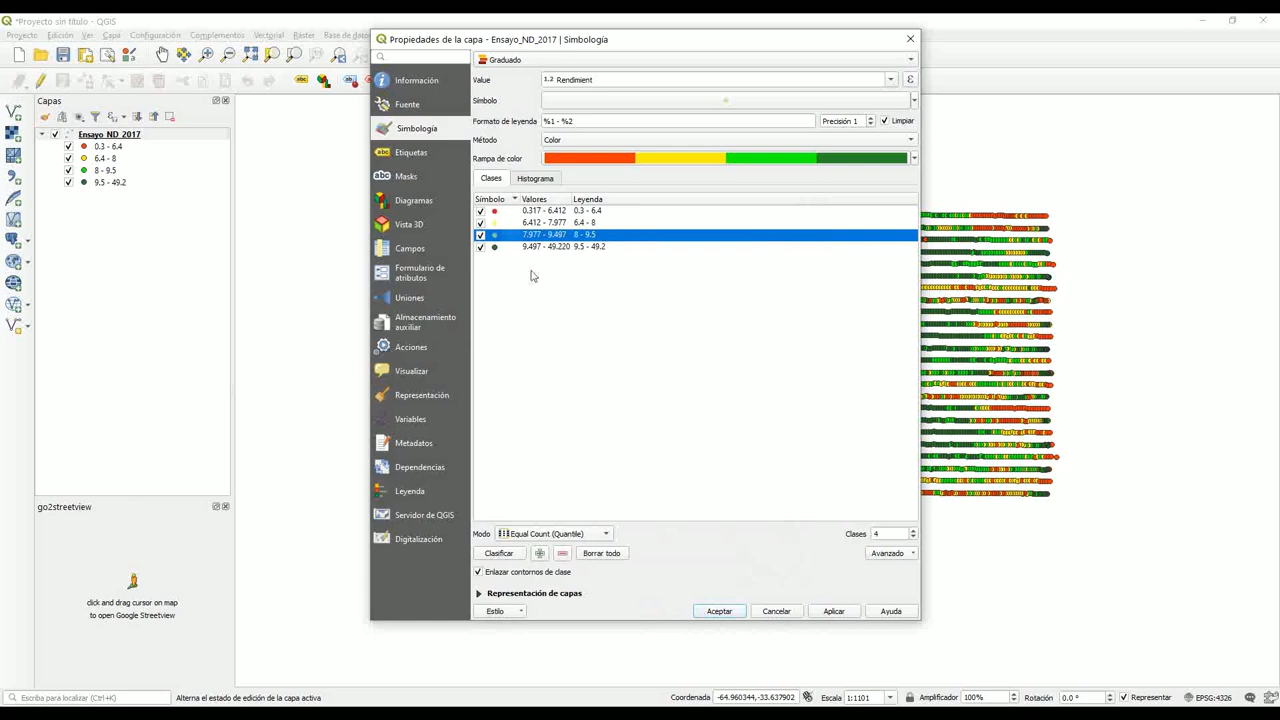 *Proyecto sin título - QGIS
Proyecto Edición Ver Capa Configuración Complementos Vectorial Ráster Base de
Capas
Ensayo_ND_2017
0.3 - 6.4
6.4 - 8
8 - 9.5
9.5 - 49.2
go2streetview
click and drag cursor on map
to open Google Streetview
Propiedades de la capa - Ensayo_ND_2017 | Simbología
Información
Fuente
Simbología
Etiquetas
Masks
Diagramas
Vista 3D
Campos
Formulario de
atributos
Uniones
Almacenamiento
auxiliar
Acciones
Visualizar
Representación
Variables
Metadatos
Dependencias
Leyenda
Servidor de QGIS
Digitalización
Graduado
Value 1.2 Rendimient
Símbolo
Formato de leyenda %1 - %2 Precisión 1 Limpiar
Método Color
Rampa de color
Clases Histograma
Símbolo Valores Leyenda
0.317 - 6.412 0.3 - 6.4
6.412 - 7.977 6.4 - 8
7.977 - 9.497 8 - 9.5
9.497 - 49.220 9.5 - 49.2
Modo Equal Count (Quantile) Clases 4
Clasificar Borrar todo Avanzado
Enlazar contornos de clase
Representación de capas
Estilo Aceptar Cancelar Aplicar Ayuda
Escriba para localizar (Ctrl+K) Alterna el estado de edición de la capa activa Coordenada -64.960344,-33.637902 Escala 1:1101 Amplificador 100% Rotación 0.0 ° Representar EPSG:4326